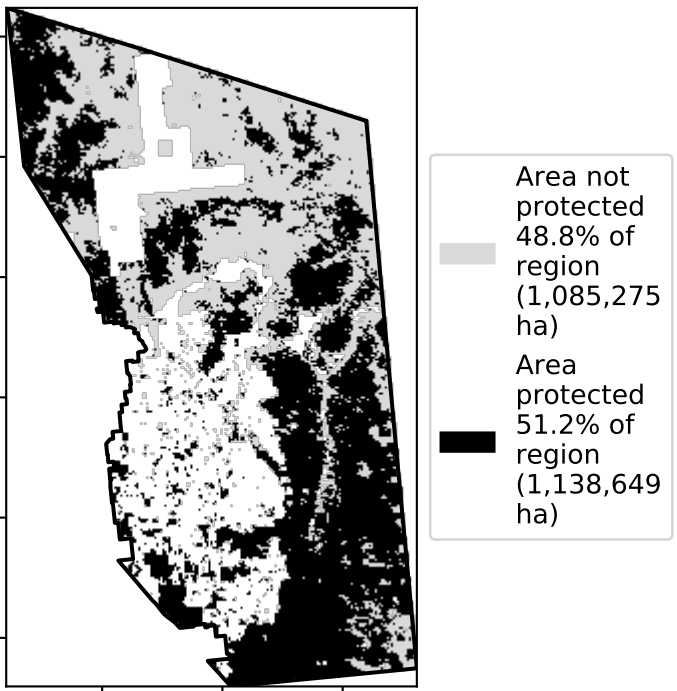 Area not
protected
48.8% of
region
(1,085,275
ha)
Area
protected
51.2% of
region
(1,138,649
ha)